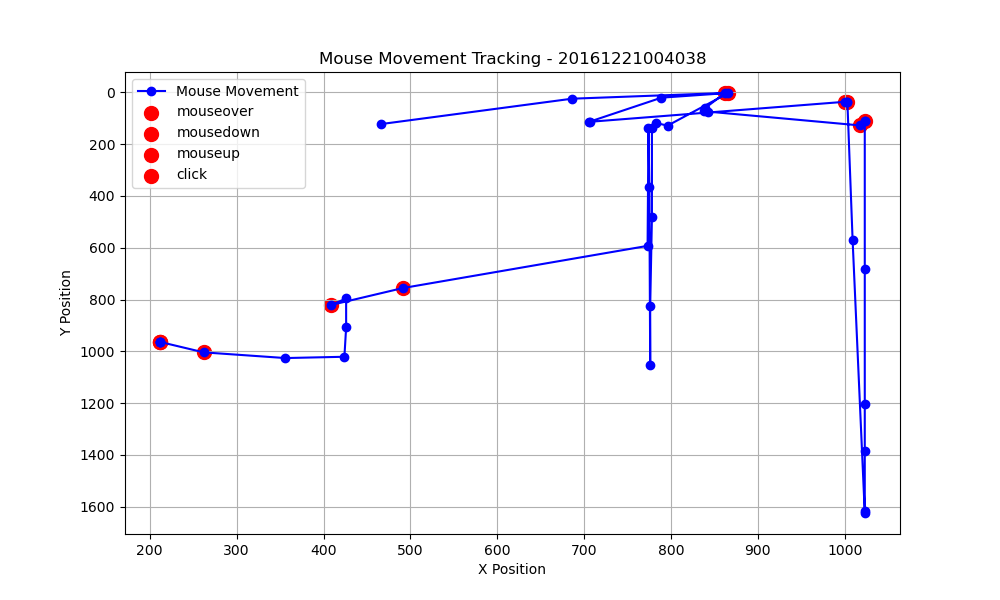 Mouse Movement Tracking - 20161221004038
Mouse Movement
mouseover
mousedown
mouseup
click
0
200
400
600
800
1000
1200
1400
1600
Y Position
200 300 400 500 600 700 800 900 1000
X Position